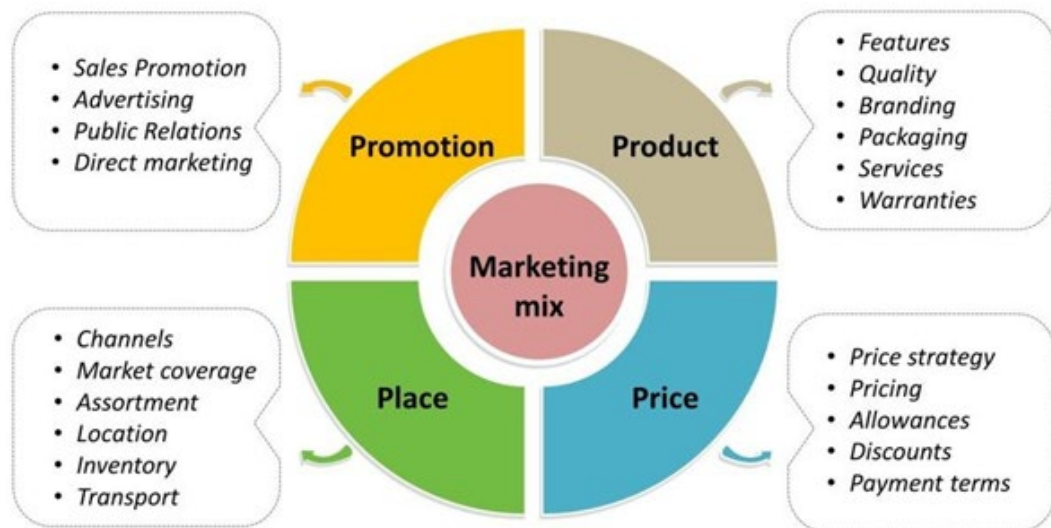 • Sales Promotion
• Advertising
• Public Relations
• Direct marketing
Promotion
Product
• Features
• Quality
• Branding
• Packaging
• Services
• Warranties
Marketing
mix
• Channels
• Market coverage
• Assortment
• Location
• Inventory
• Transport
Place
Price
• Price strategy
• Pricing
• Allowances
• Discounts
• Payment terms